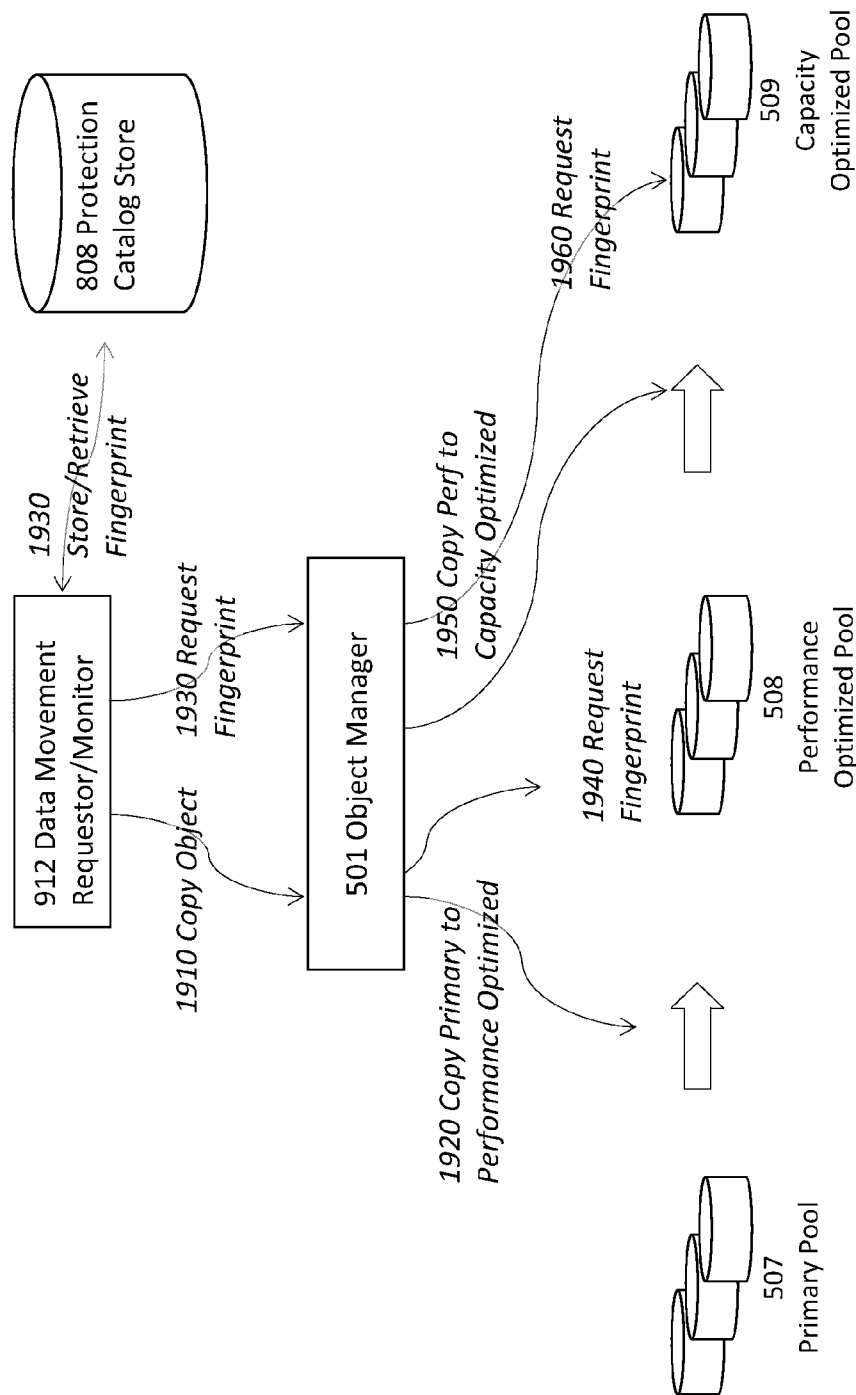 912 Data Movement
Requestor/Monitor
1930
Store/Retrieve
Fingerprint
808 Protection
Catalog Store
1910 Copy Object
1930 Request
Fingerprint
501 Object Manager
1920 Copy Primary to
Performance Optimized
1940 Request
Fingerprint
1950 Copy Perf to
Capacity Optimized
1960 Request
Fingerprint
507
Primary Pool
508
Performance
Optimized Pool
509
Capacity
Optimized Pool